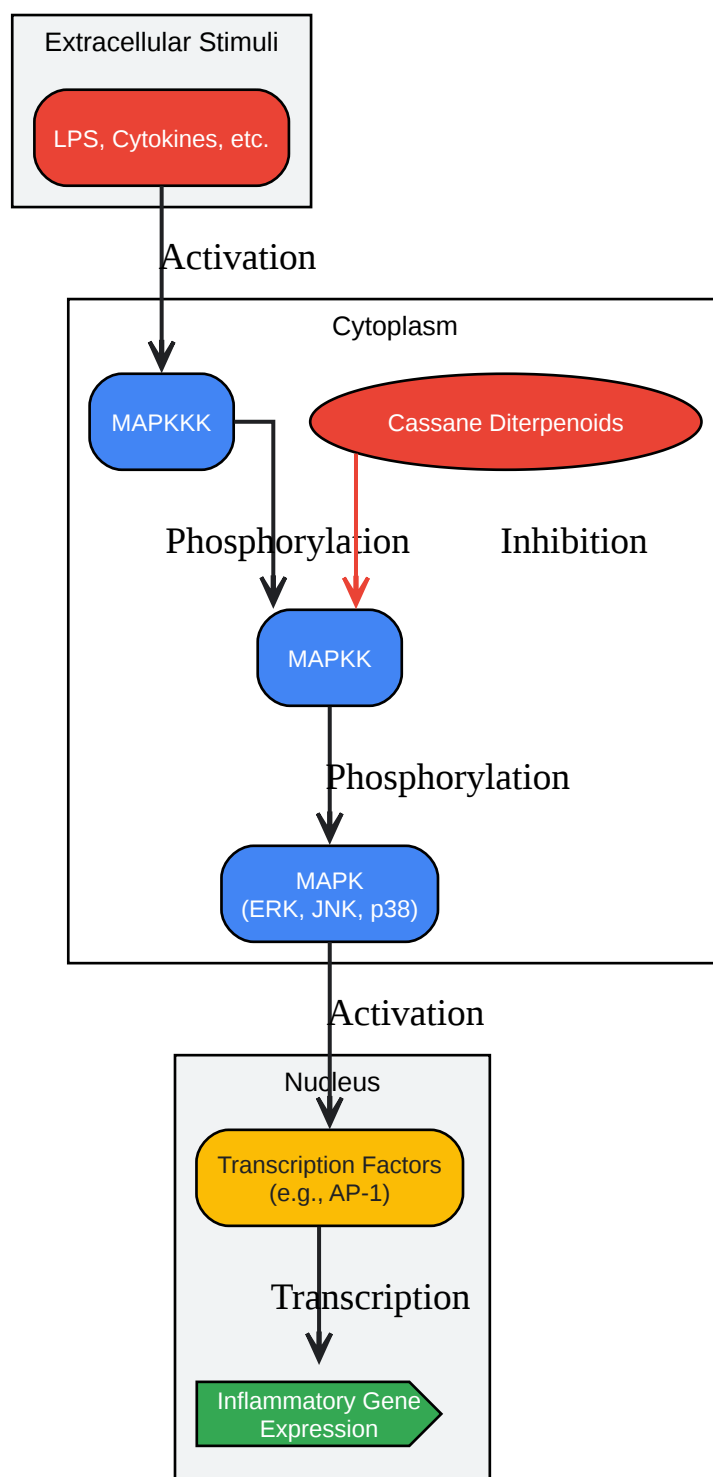 Extracellular Stimuli
LPS, Cytokines, etc.
Activation
Cytoplasm
MAPKKK
Cassane Diterpenoids
Phosphorylation
Inhibition
MAPKK
Phosphorylation
MAPK
(ERK, JNK, p38)
Activation
Nucleus
Transcription Factors
(e.g., AP-1)
Transcription
Inflammatory Gene
Expression